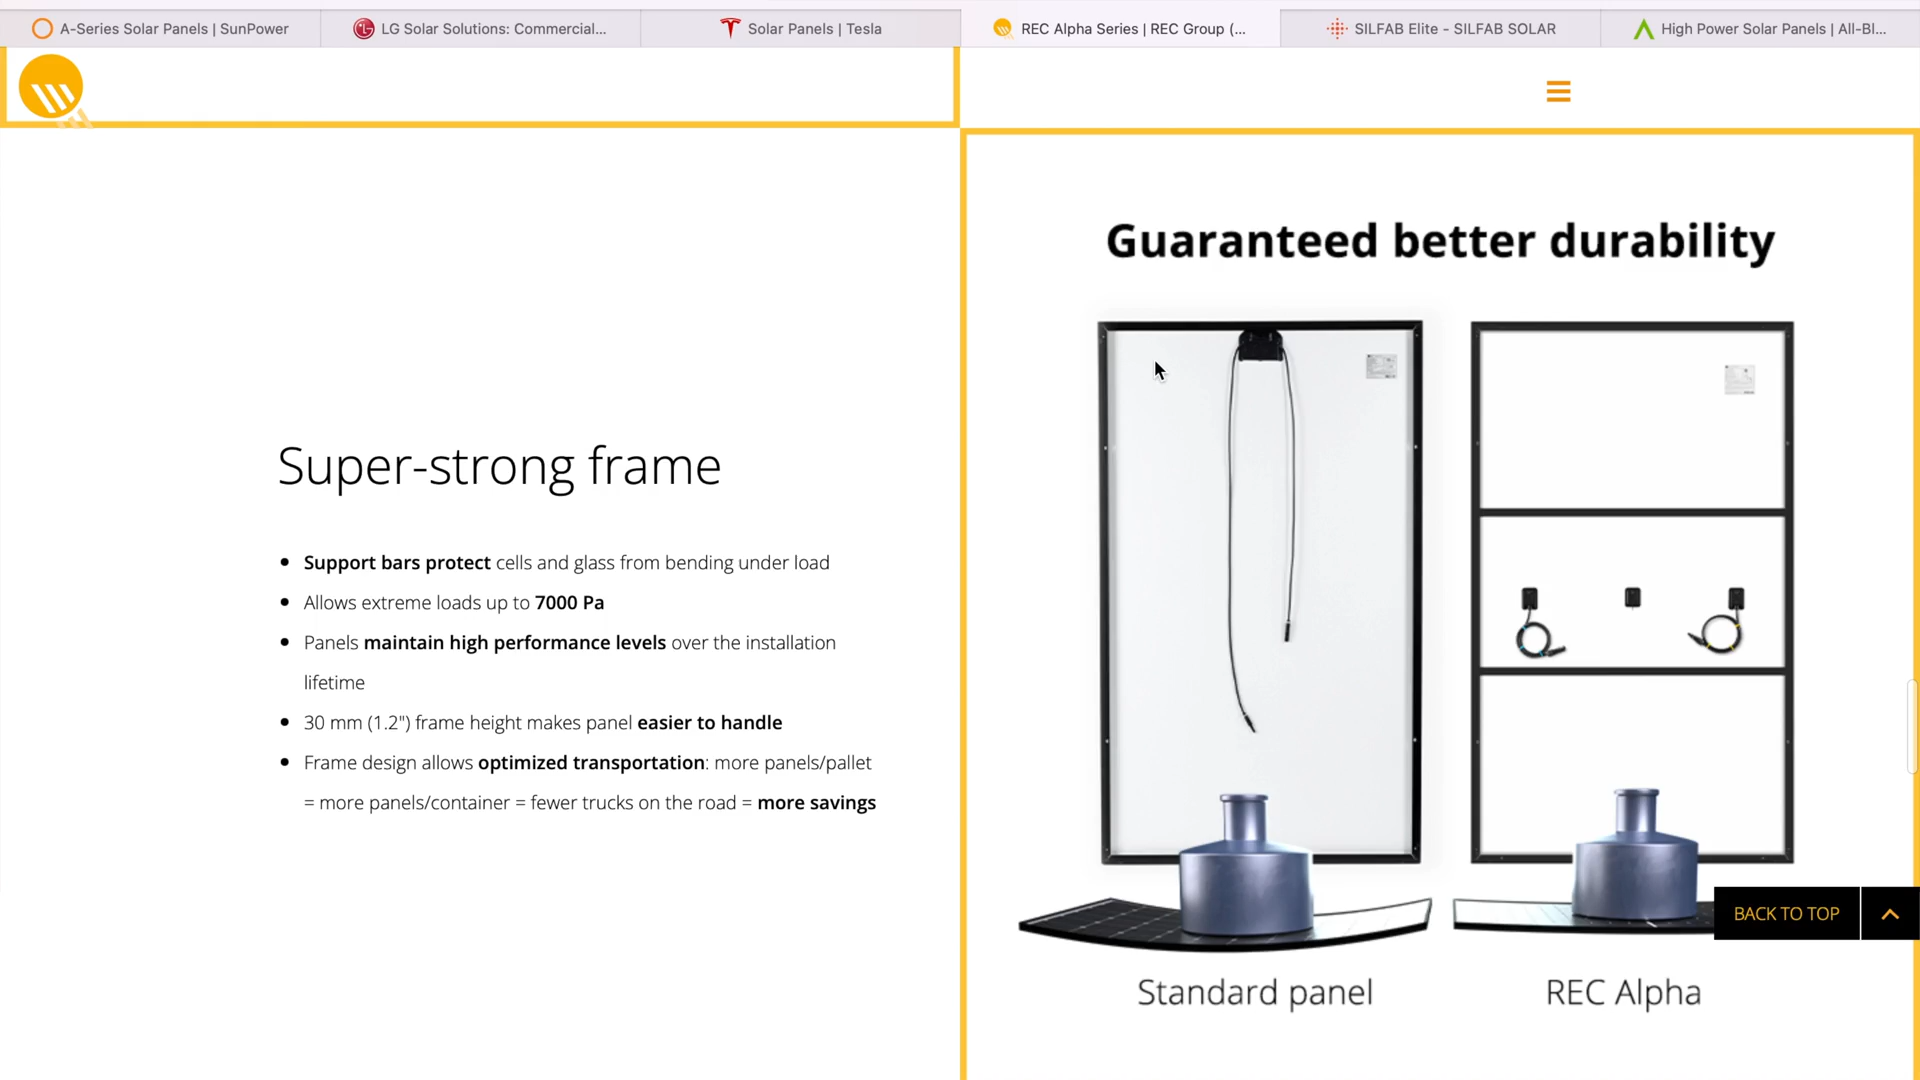 A-Series Solar Panels | SunPower
LG Solar Solutions: Commercial...
Solar Panels | Tesla
REC Alpha Series | REC Group (...
SILFAB Elite - SILFAB SOLAR
High Power Solar Panels | All-Bl...
Guaranteed better durability
Super-strong frame
Support bars protect cells and glass from bending under load
Allows extreme loads up to 7000 Pa
Panels maintain high performance levels over the installation
lifetime
30 mm (1.2") frame height makes panel easier to handle
Frame design allows optimized transportation: more panels/pallet
= more panels/container = fewer trucks on the road = more savings
BACK TO TOP
Standard panel
REC Alpha